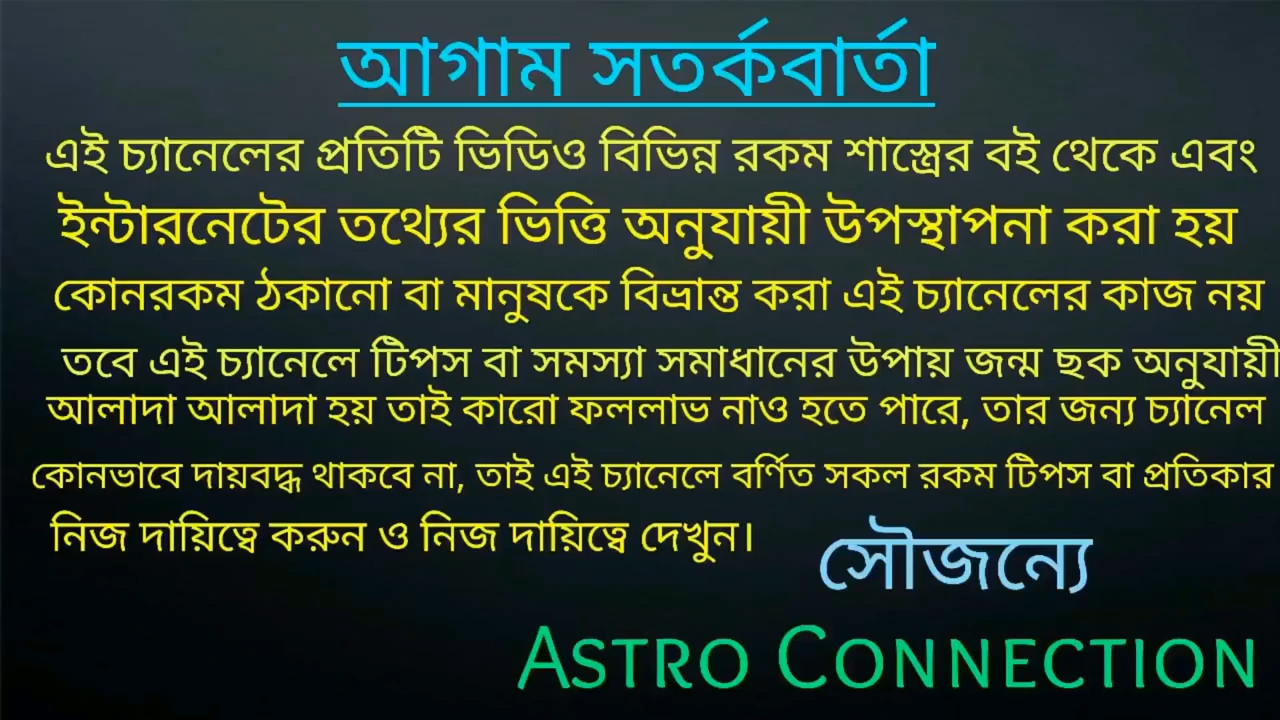 আগাম সতর্কবার্তা
এই চ্যানেলের প্রতিটি ভিডিও বিভিন্ন রকম শাস্ত্রের বই থেকে এবং
ইন্টারনেটের তথ্যের ভিত্তি অনুযায়ী উপস্থাপনা করা হয়
কোনরকম ঠকানো বা মানুষকে বিভ্রান্ত করা এই চ্যানেলের কাজ নয়
তবে এই চ্যানেলে টিপস বা সমস্যা সমাধানের উপায় জন্ম ছক অনুযায়ী
আলাদা আলাদা হয় তাই কারো ফললাভ নাও হতে পারে, তার জন্য চ্যানেল
কোনভাবে দায়বদ্ধ থাকবে না, তাই এই চ্যানেলে বর্ণিত সকল রকম টিপস বা প্রতিকার
নিজ দায়িত্বে করুন ও নিজ দায়িত্বে দেখুন।
সৌজন্যে
ASTRO CONNECTION